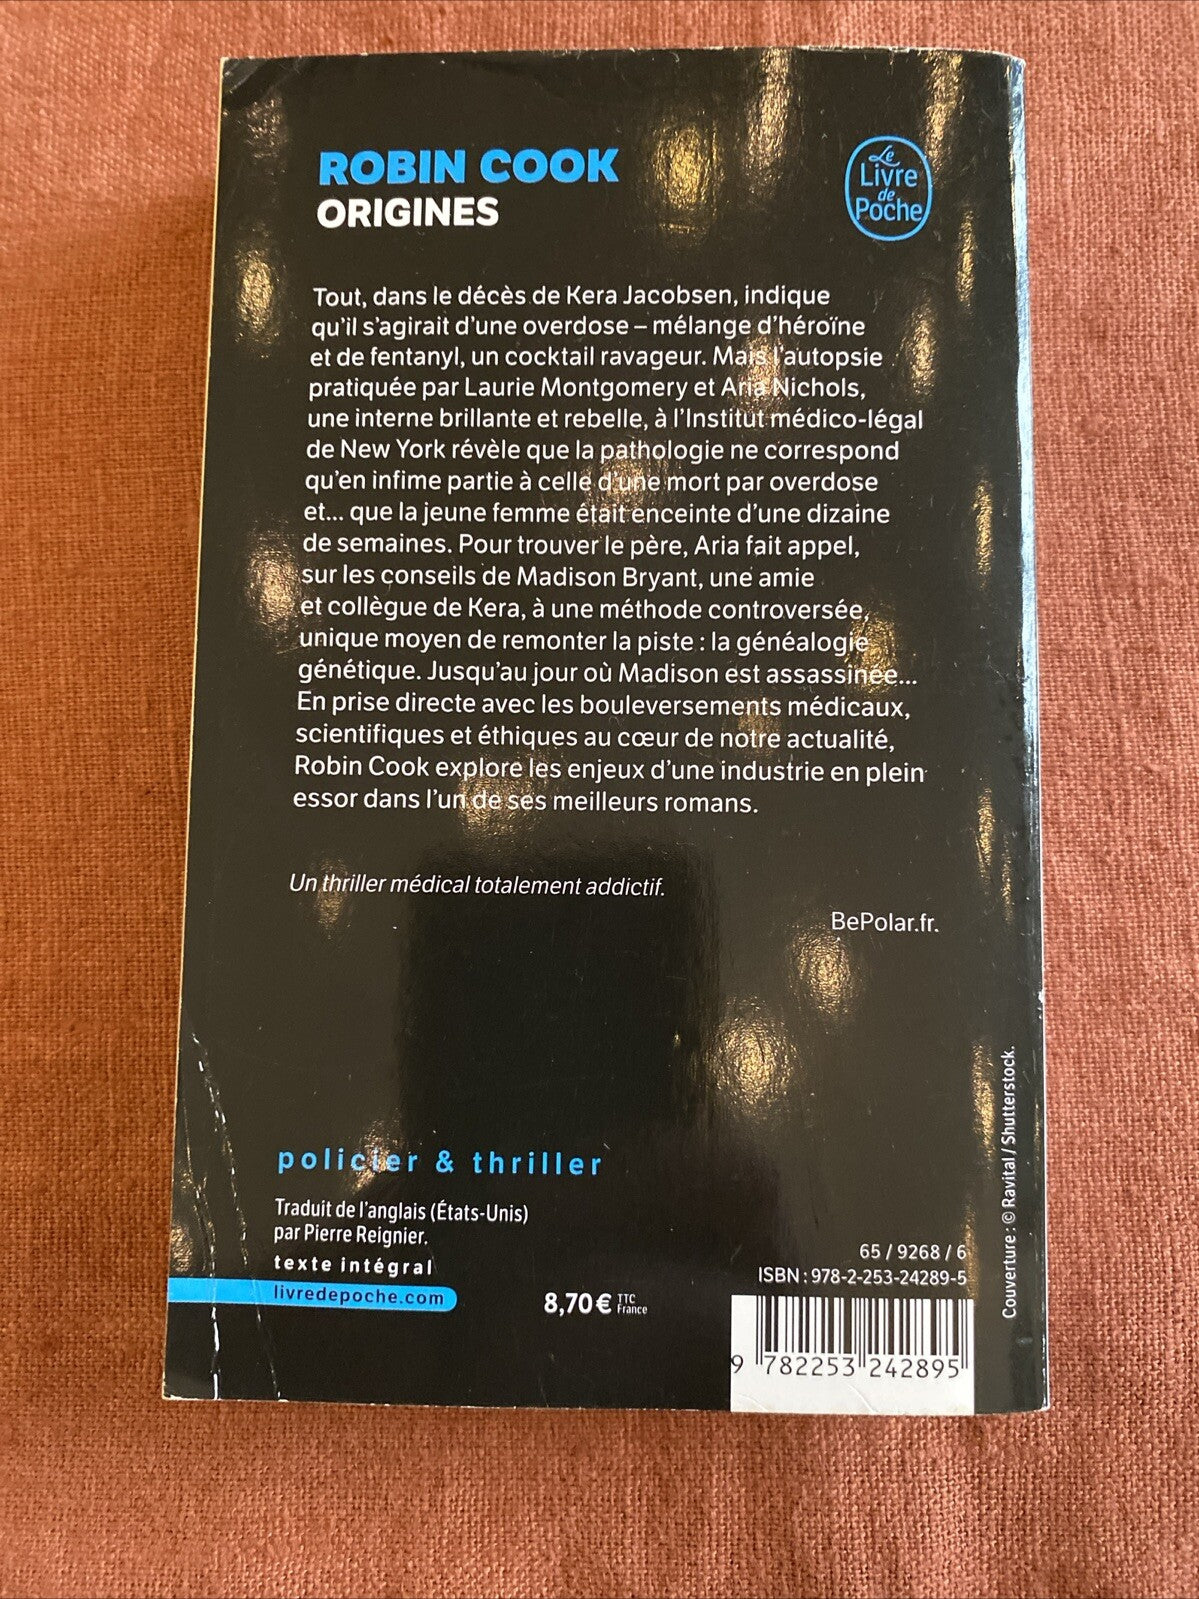 ROBIN COOK
ORIGINES
Le
Livre
de
Poche
Tout, dans le décès de Kera Jacobsen, indique
qu'il s'agirait d'une overdose – mélange d'héroïne
et de fentanyl, un cocktail ravageur. Mais l'autopsie
pratiquée par Laurie Montgomery et Aria Nichols,
une interne brillante et rebelle, à l'Institut médico-légal
de New York révèle que la pathologie ne correspond
qu'en infime partie à celle d'une mort par overdose
et... que la jeune femme était enceinte d'une dizaine
de semaines. Pour trouver le père, Aria fait appel,
sur les conseils de Madison Bryant, une amie
et collègue de Kera, à une méthode controversée,
unique moyen de remonter la piste : la généalogie
génétique. Jusqu'au jour où Madison est assassinée...
En prise directe avec les bouleversements médicaux,
scientifiques et éthiques au cœur de notre actualité,
Robin Cook explore les enjeux d'une industrie en plein
essor dans l'un de ses meilleurs romans.
Un thriller médical totalement addictif.
BePolar.fr.
policier & thriller
Traduit de l'anglais (États-Unis)
par Pierre Reignier.
texte intégral
livredepoche.com
8,70 € TTC
France
65 / 9268 / 6
ISBN : 978-2-253-24289-5
9 782253 242895
Couverture : © Ravital / Shutterstock.